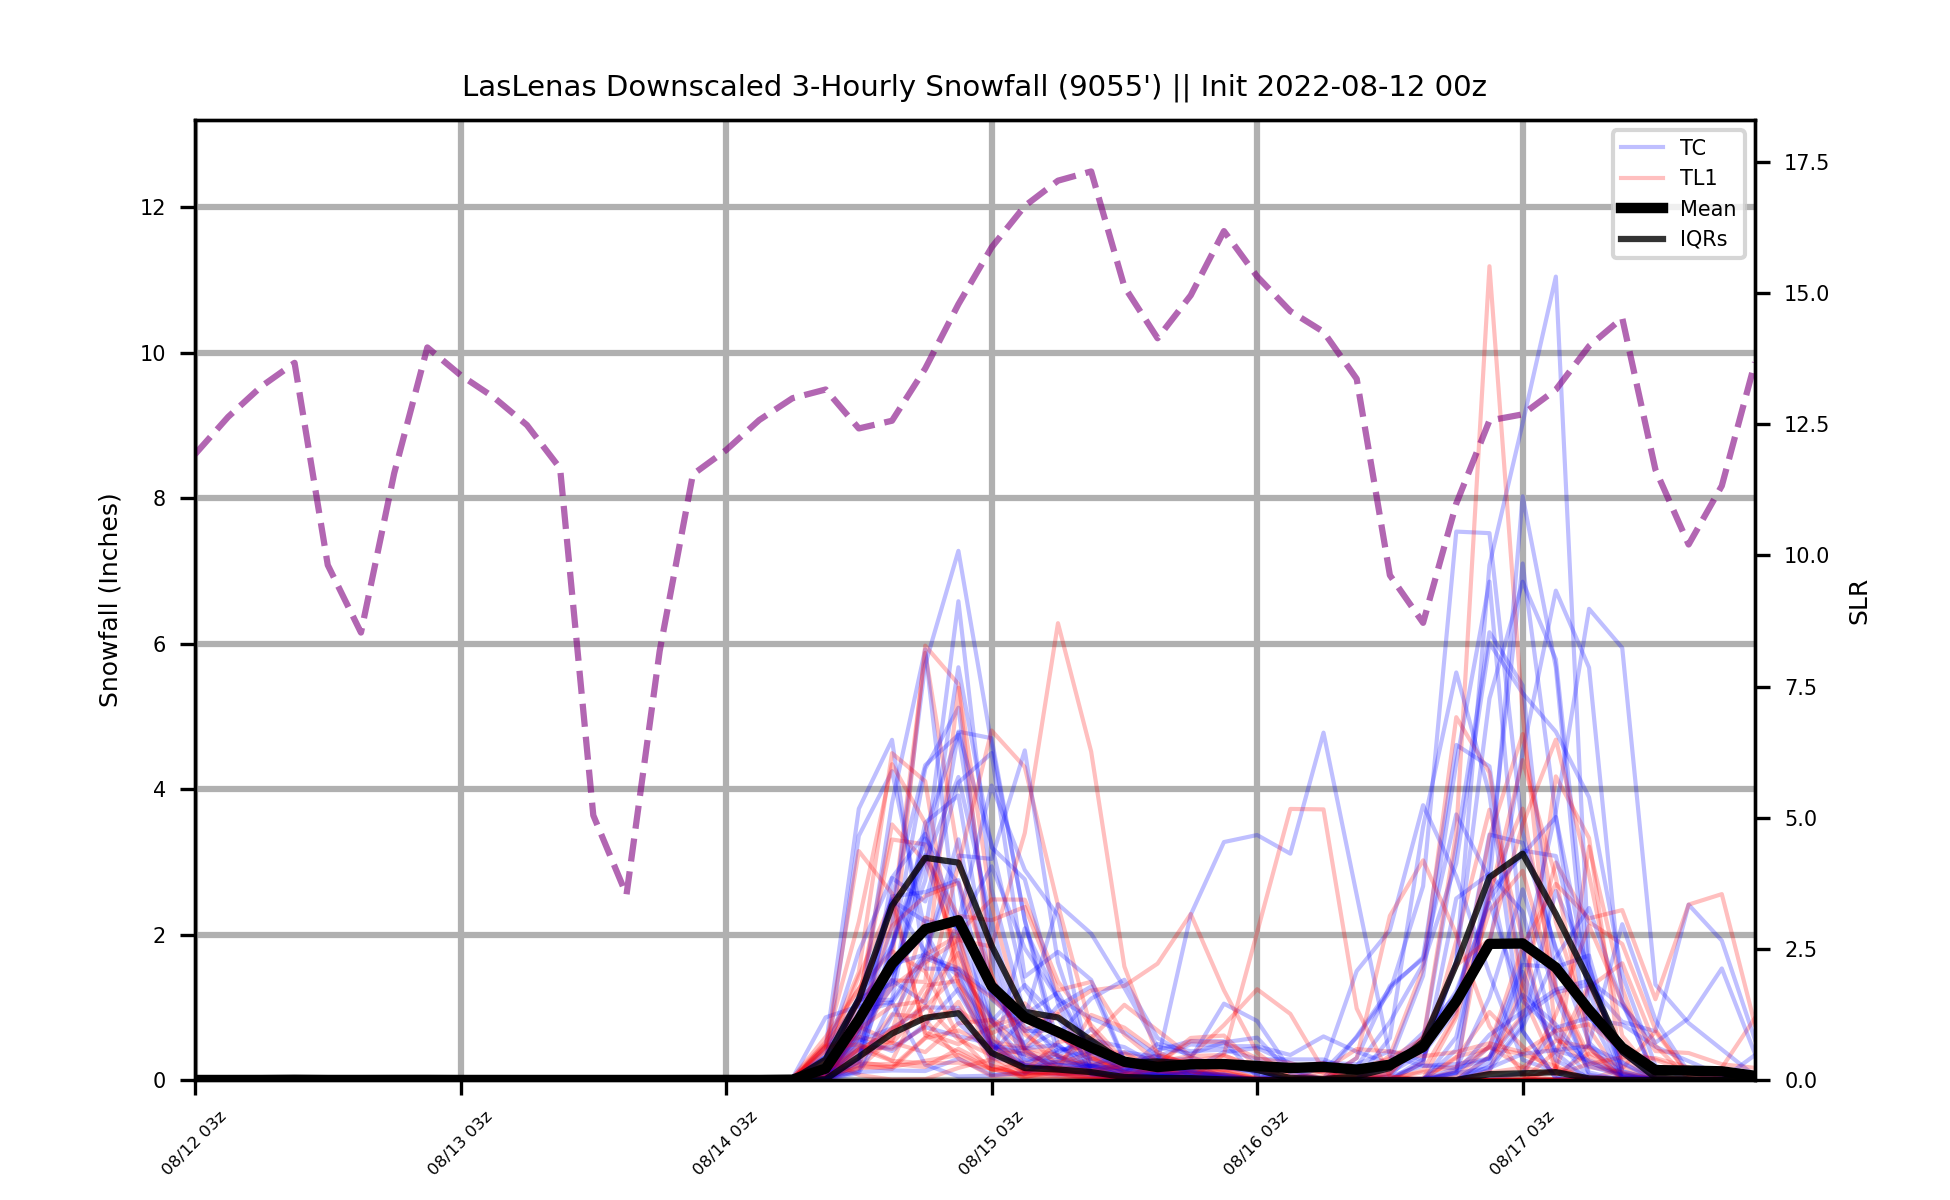 LasLenas Downscaled 3-Hourly Snowfall (9055') || Init 2022-08-12 00z
TC
TL1
Mean
IQRs
Snowfall (Inches)
12
10
8
6
4
2
0
17.5
15.0
12.5
10.0
7.5
5.0
2.5
0.0
SLR
08/12 03z
08/13 03z
08/14 03z
08/15 03z
08/16 03z
08/17 03z